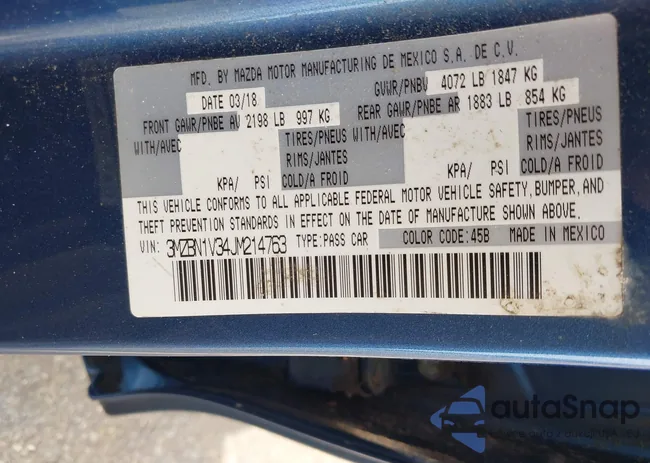 MFD. BY MAZDA MOTOR MANUFACTURING DE MEXICO S.A. DE C.V.
DATE 03/18
GVWR/PNBV 4072 LB 1847 KG
FRONT GAWR/PNBE AV 2198 LB 997 KG
REAR GAWR/PNBE AR 1883 LB 854 KG
WITH/AVEC TIRES/PNEUS
RIMS/JANTES
KPA/ PSI COLD/A FROID
WITH/AVEC TIRES/PNEUS
RIMS/JANTES
KPA/ PSI COLD/A FROID
THIS VEHICLE CONFORMS TO ALL APPLICABLE FEDERAL MOTOR VEHICLE SAFETY, BUMPER, AND
THEFT PREVENTION STANDARDS IN EFFECT ON THE DATE OF MANUFACTURE SHOWN ABOVE.
VIN: 3MZBN1V34JM214763 TYPE: PASS CAR COLOR CODE: 45B MADE IN MEXICO
autoSnap